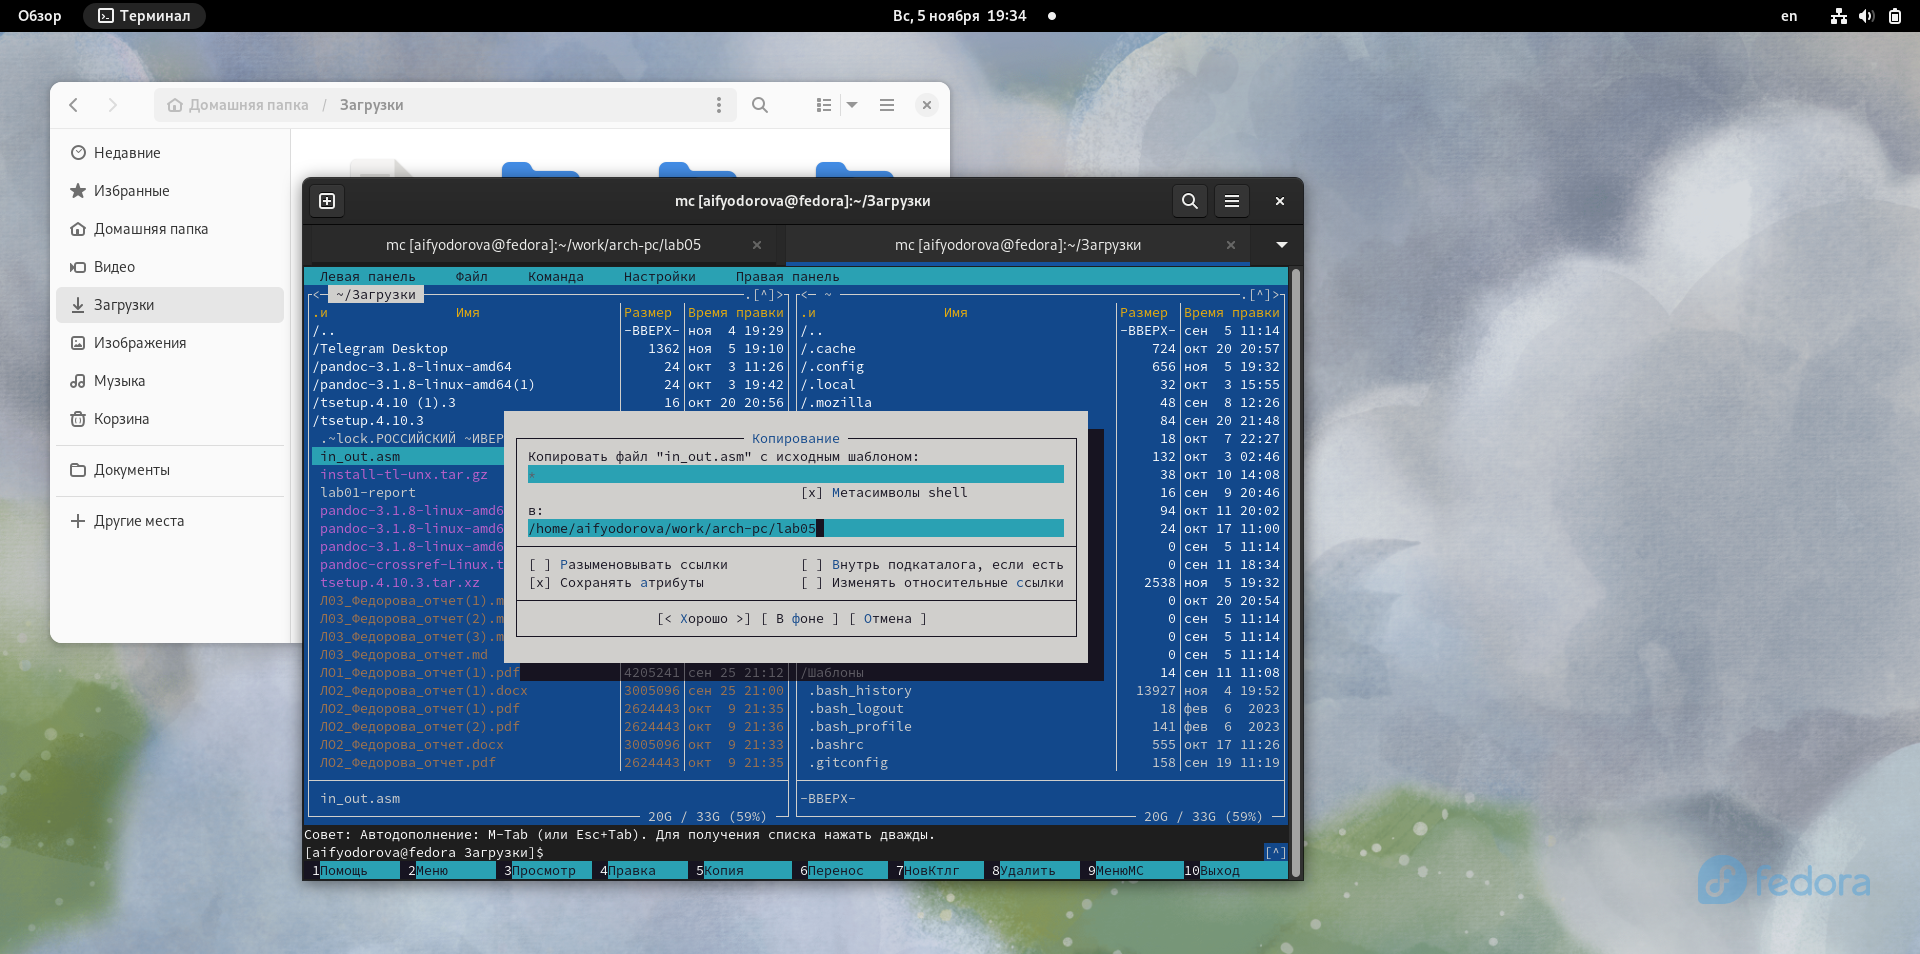 Обзор Терминал Вс, 5 ноября 19:34 en
Домашняя папка / Загрузки
Недавние
Избранные
Домашняя папка
Видео
Загрузки
Изображения
Музыка
Корзина
Документы
Другие места
mc [aifyodorova@fedora]:~/Загрузки
mc [aifyodorova@fedora]:~/work/arch-pc/lab05 mc [aifyodorova@fedora]:~/Загрузки
Левая панель Файл Команда Настройки Правая панель
<─ ~/Загрузки .[^]> <─ ~ .[^]>
.и Имя Размер Время правки .и Имя Размер Время правки
/.. -ВВЕРХ- ноя 4 19:29 /.. -ВВЕРХ- сен 5 11:14
/Telegram Desktop 1362 ноя 5 19:10 /.cache 724 окт 20 20:57
/pandoc-3.1.8-linux-amd64 24 окт 3 11:26 /.config 656 ноя 5 19:32
/pandoc-3.1.8-linux-amd64(1) 24 окт 3 19:42 /.local 32 окт 3 15:55
/tsetup.4.10 (1).3 16 окт 20 20:56 /.mozilla 48 сен 8 12:26
/tsetup.4.10.3 84 сен 20 21:48
.~lock.РОССИЙСКИЙ ~ИВЕР Копирование 18 окт 7 22:27
in_out.asm Копировать файл "in_out.asm" с исходным шаблоном: 132 окт 3 02:46
install-tl-unx.tar.gz * 38 окт 10 14:08
lab01-report [x] Метасимволы shell 16 сен 9 20:46
pandoc-3.1.8-linux-amd6 в: 94 окт 11 20:02
pandoc-3.1.8-linux-amd6 /home/aifyodorova/work/arch-pc/lab05 24 окт 17 11:00
pandoc-3.1.8-linux-amd6 0 сен 5 11:14
pandoc-crossref-Linux.t [ ] Разыменовывать ссылки [ ] Внутрь подкаталога, если есть 0 сен 11 18:34
tsetup.4.10.3.tar.xz [x] Сохранять атрибуты [ ] Изменять относительные ссылки 2538 ноя 5 19:32
Л03_Федорова_отчет(1).m 0 окт 20 20:54
Л03_Федорова_отчет(2).m [< Хорошо >] [ В фоне ] [ Отмена ] 0 сен 5 11:14
Л03_Федорова_отчет(3).m 0 сен 5 11:14
Л03_Федорова_отчет.md 0 сен 5 11:14
ЛО1_Федорова_отчет(1).pdf 4205241 сен 25 21:12 /Шаблоны 14 сен 11 11:08
ЛО2_Федорова_отчет(1).docx 3005096 сен 25 21:00 .bash_history 13927 ноя 4 19:52
ЛО2_Федорова_отчет(1).pdf 2624443 окт 9 21:35 .bash_logout 18 фев 6 2023
ЛО2_Федорова_отчет(2).pdf 2624443 окт 9 21:36 .bash_profile 141 фев 6 2023
ЛО2_Федорова_отчет.docx 3005096 окт 9 21:33 .bashrc 555 окт 17 11:26
ЛО2_Федорова_отчет.pdf 2624443 окт 9 21:35 .gitconfig 158 сен 19 11:19
in_out.asm -ВВЕРХ-
20G / 33G (59%) 20G / 33G (59%)
Совет: Автодополнение: M-Tab (или Esc+Tab). Для получения списка нажать дважды.
[aifyodorova@fedora Загрузки]$ [^]
1Помощь 2Меню 3Просмотр 4Правка 5Копия 6Перенос 7НовКтлг 8Удалить 9МенюМС 10Выход
fedora